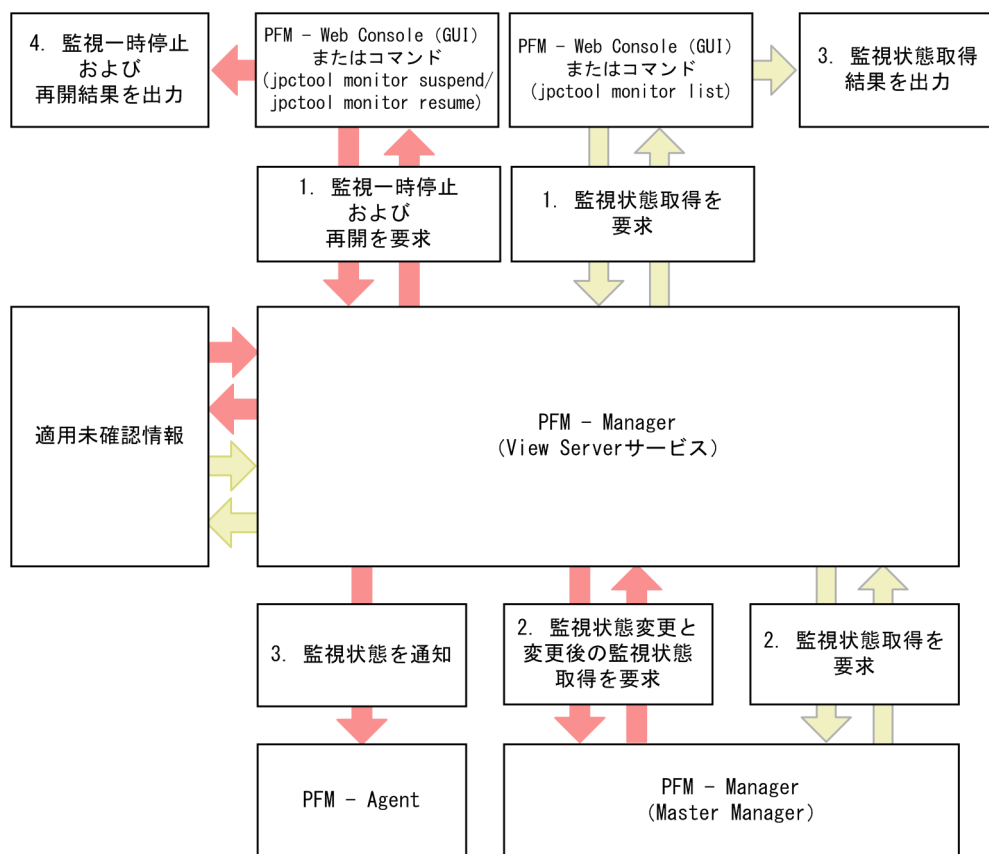 4. 監視一時停止
および
再開結果を出力
PFM - Web Console (GUI)
またはコマンド
(jpctool monitor suspend/
jpctool monitor resume)
PFM - Web Console (GUI)
またはコマンド
(jpctool monitor list)
3. 監視状態取得
結果を出力
1. 監視一時停止
および
再開を要求
1. 監視状態取得を
要求
適用未確認情報
PFM - Manager
(View Serverサービス)
3. 監視状態を通知
2. 監視状態変更と
変更後の監視状態
取得を要求
2. 監視状態取得を
要求
PFM - Agent
PFM - Manager
(Master Manager)